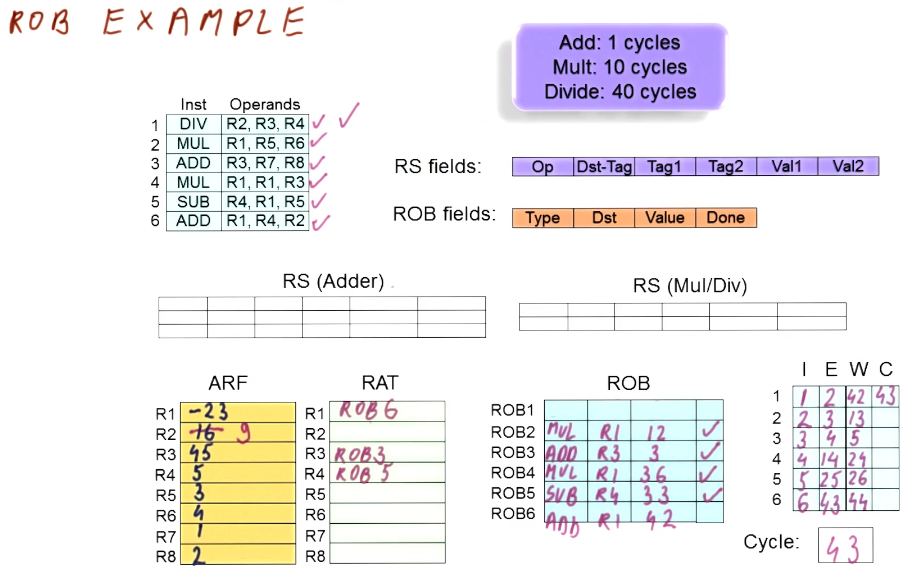 ROB EXAMPLE
Add: 1 cycles
Mult: 10 cycles
Divide: 40 cycles
Inst Operands
1 DIV R2, R3, R4 ✓ ✓
2 MUL R1, R5, R6 ✓
3 ADD R3, R7, R8 ✓
4 MUL R1, R1, R3 ✓
5 SUB R4, R1, R5 ✓
6 ADD R1, R4, R2 ✓
RS fields: Op Dst-Tag Tag1 Tag2 Val1 Val2
ROB fields: Type Dst Value Done
RS (Adder)
RS (Mul/Div)
ARF
R1 -23
R2 16 9
R3 45
R4 5
R5 3
R6 4
R7 1
R8 2
RAT
R1 ROB6
R2
R3 ROB3
R4 ROB5
R5
R6
R7
R8
ROB
ROB1
ROB2 MUL R1 12 ✓
ROB3 ADD R3 3 ✓
ROB4 MUL R1 36 ✓
ROB5 SUB R4 33 ✓
ROB6 ADD R1 42
I E W C
1 1 2 42 43
2 2 3 13
3 3 4 5
4 4 14 24
5 5 25 26
6 6 43 44
Cycle: 43